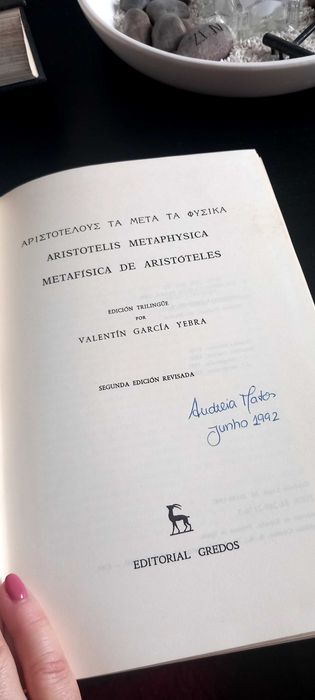 ΑΡΙΣΤΟΤΕΛΟΥΣ ΤΑ ΜΕΤΑ ΤΑ ΦΥΣΙΚΑ
ARISTOTELIS METAPHYSICA
METAFISICA DE ARISTOTELES
EDICIÓN TRILINGÜE
POR
VALENTÍN GARCÍA YEBRA
SEGUNDA EDICIÓN REVISADA
Audreia Matos
Junho 1992
EDITORIAL GREDOS